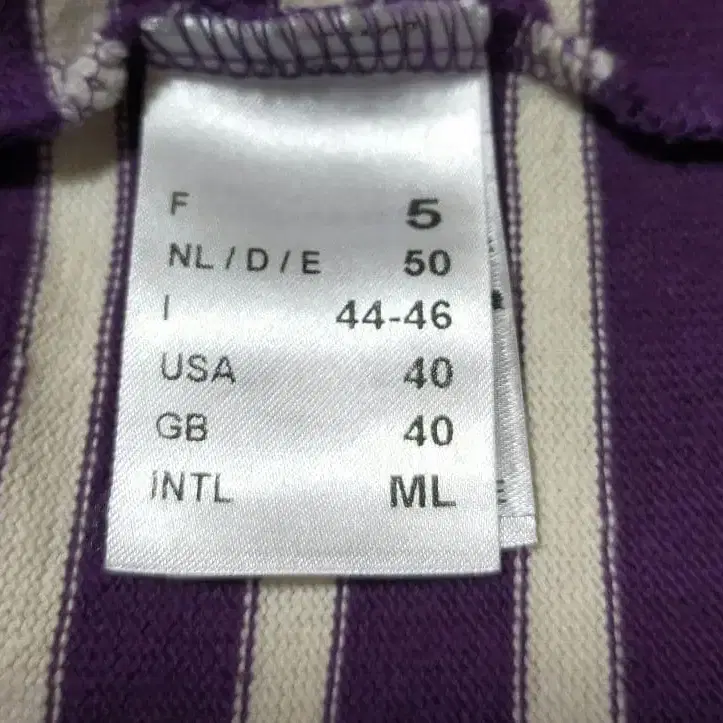 F 5
NL / D / E 50
I 44-46
USA 40
GB 40
INTL ML